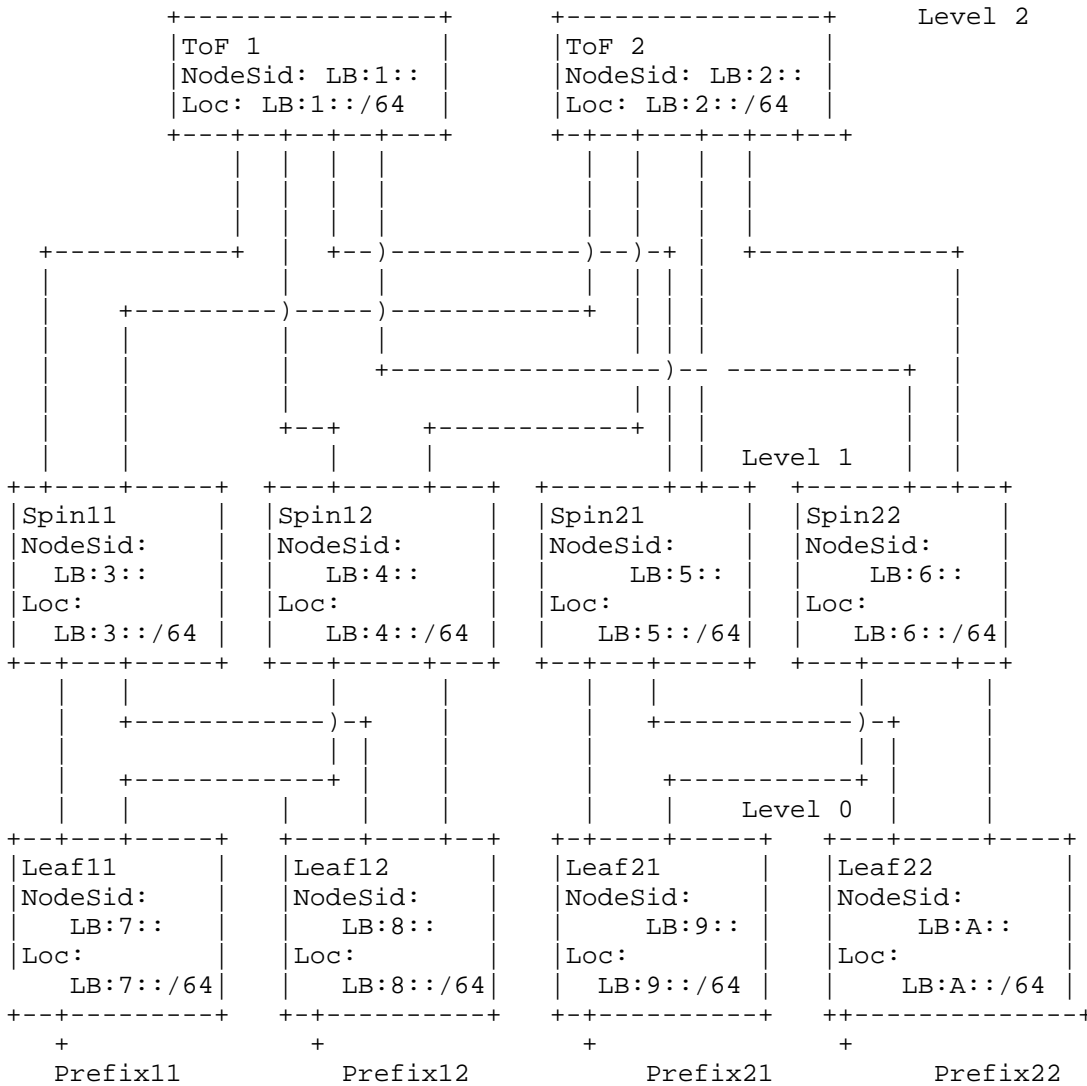 Level 2
ToF 1 ToF 2
NodeSid: LB:1:: NodeSid: LB:2::
Loc: LB:1::/64 Loc: LB:2::/64
Level 1
Spin11 Spin12 Spin21 Spin22
NodeSid: NodeSid: NodeSid: NodeSid:
LB:3:: LB:4:: LB:5:: LB:6::
Loc: Loc: Loc: Loc:
LB:3::/64 LB:4::/64 LB:5::/64 LB:6::/64
Level 0
Leaf11 Leaf12 Leaf21 Leaf22
NodeSid: NodeSid: NodeSid: NodeSid:
LB:7:: LB:8:: LB:9:: LB:A::
Loc: Loc: Loc: Loc:
LB:7::/64 LB:8::/64 LB:9::/64 LB:A::/64
Prefix11 Prefix12 Prefix21 Prefix22